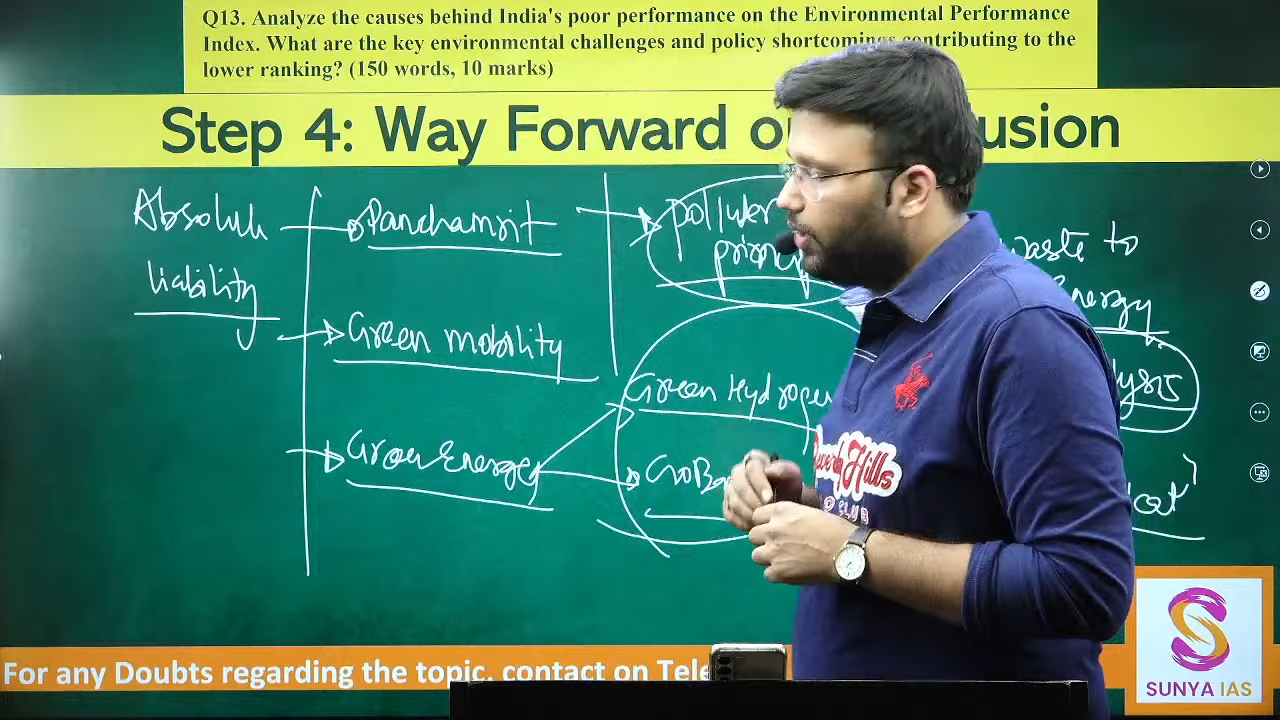 Q13. Analyze the causes behind India's poor performance on the Environmental Performance
Index. What are the key environmental challenges and policy shortcomings contributing to the
lower ranking? (150 words, 10 marks)
Step 4: Way Forward
Absolute
liability
Panchamrit
Green mobility
Green Energy
polluter
Green Hydrogen
waste to
Energy
For any Doubts regarding the topic, contact on Tele
SUNYA IAS